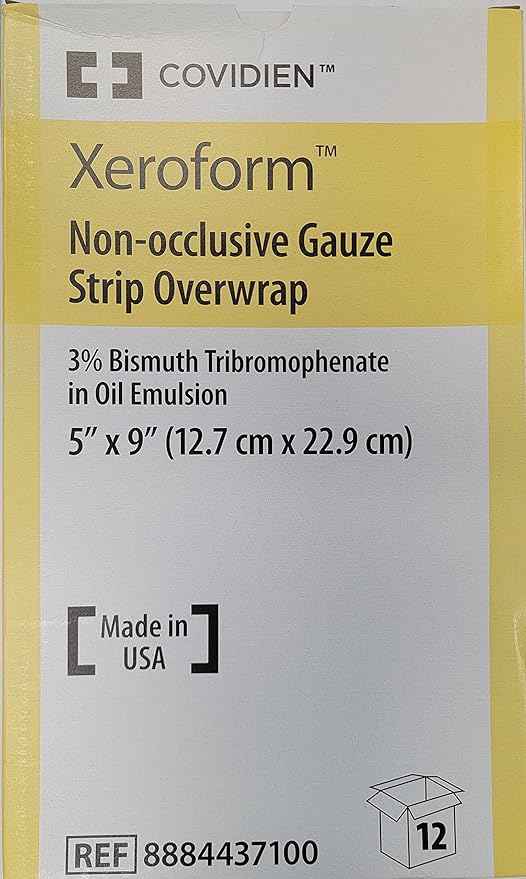 COVIDIEN™
Xeroform™
Non-occlusive Gauze
Strip Overwrap
3% Bismuth Tribromophenate
in Oil Emulsion
5” x 9” (12.7 cm x 22.9 cm)
Made in
USA
12
REF 8884437100